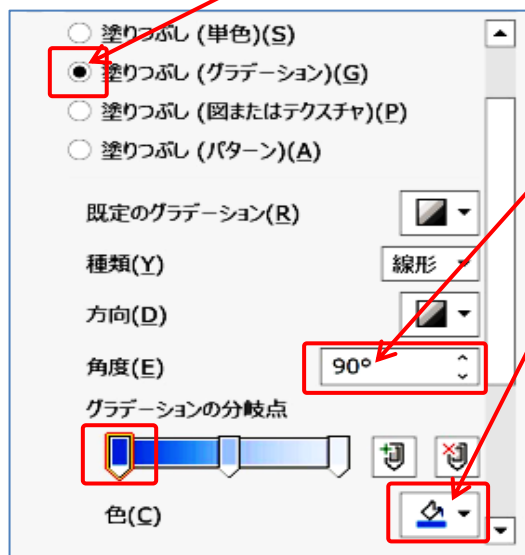 塗りつぶし (単色)(S)
塗りつぶし (グラデーション)(G)
塗りつぶし (図またはテクスチャ)(P)
塗りつぶし (パターン)(A)
既定のグラデーション(R)
種類(Y) 線形
方向(D)
角度(E) 90°
グラデーションの分岐点
色(C)